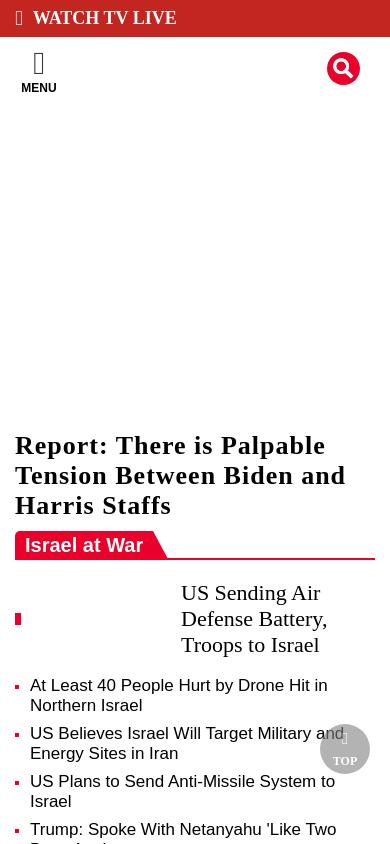 WATCH TV LIVE
MENU
Report: There is Palpable
Tension Between Biden and
Harris Staffs
Israel at War
US Sending Air
Defense Battery,
Troops to Israel
At Least 40 People Hurt by Drone Hit in
Northern Israel
US Believes Israel Will Target Military and
Energy Sites in Iran
US Plans to Send Anti-Missile System to
Israel
TOP
Trump: Spoke With Netanyahu 'Like Two